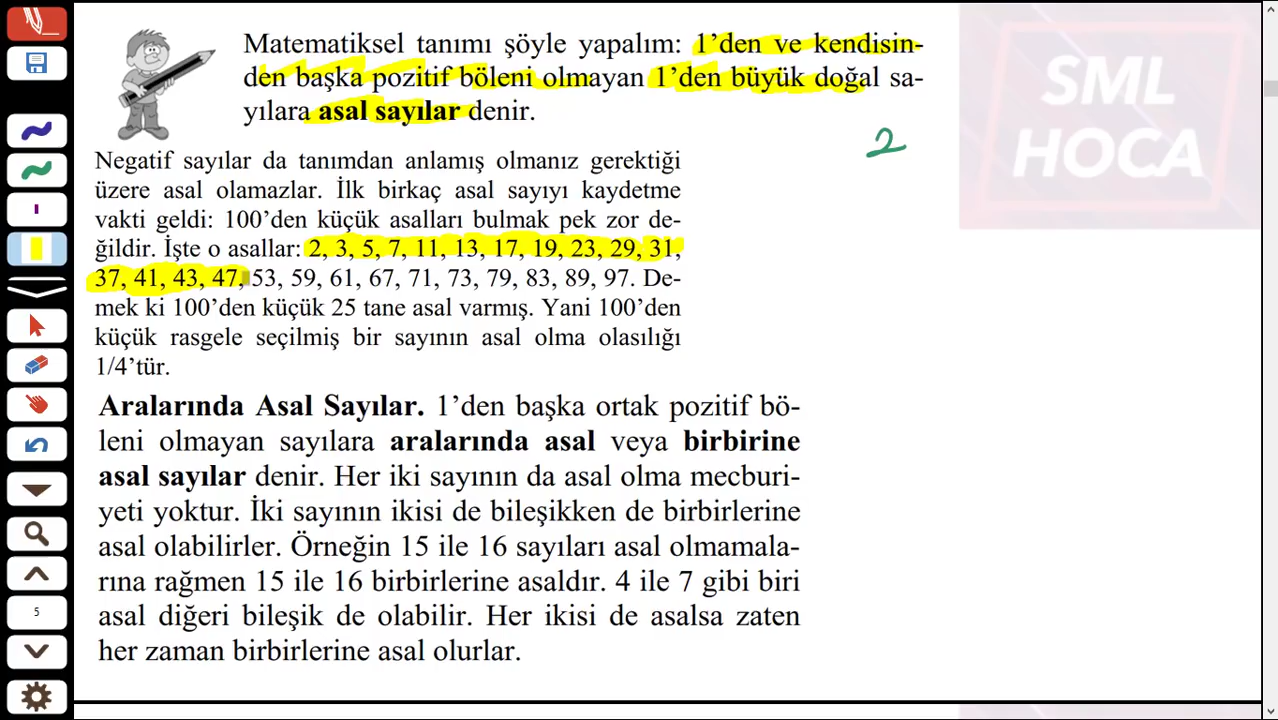 Matematiksel tanımı şöyle yapalım: 1’den ve kendisin-
den başka pozitif böleni olmayan 1’den büyük doğal sa-
yılara asal sayılar denir.
2
SML
HOCA
Negatif sayılar da tanımdan anlamış olmanız gerektiği
üzere asal olamazlar. İlk birkaç asal sayıyı kaydetme
vakti geldi: 100’den küçük asalları bulmak pek zor de-
ğildir. İşte o asallar: 2, 3, 5, 7, 11, 13, 17, 19, 23, 29, 31,
37, 41, 43, 47, 53, 59, 61, 67, 71, 73, 79, 83, 89, 97. De-
mek ki 100’den küçük 25 tane asal varmış. Yani 100’den
küçük rasgele seçilmiş bir sayının asal olma olasılığı
1/4’tür.
Aralarında Asal Sayılar. 1’den başka ortak pozitif bö-
leni olmayan sayılara aralarında asal veya birbirine
asal sayılar denir. Her iki sayının da asal olma mecburi-
yeti yoktur. İki sayının ikisi de bileşikken de birbirlerine
asal olabilirler. Örneğin 15 ile 16 sayıları asal olmamala-
rına rağmen 15 ile 16 birbirlerine asaldır. 4 ile 7 gibi biri
asal diğeri bileşik de olabilir. Her ikisi de asalsa zaten
her zaman birbirlerine asal olurlar.
5